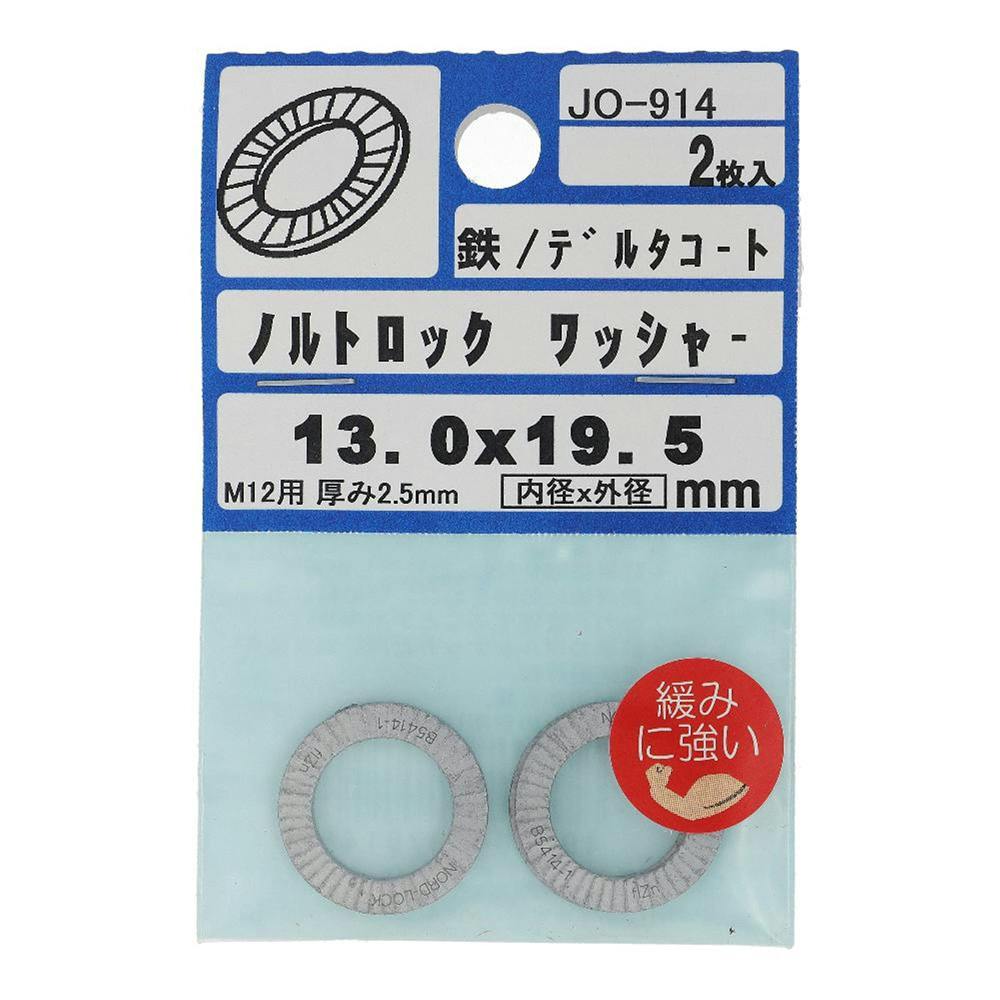 JO-914
2枚入
鉄/デルタコート
ノルトロック ワッシャー
13.0x19.5
M12用 厚み2.5mm 内径x外径 mm
緩み
に強い
B5414-1
flZn
NORD-LOCK
B5414-1
flZn